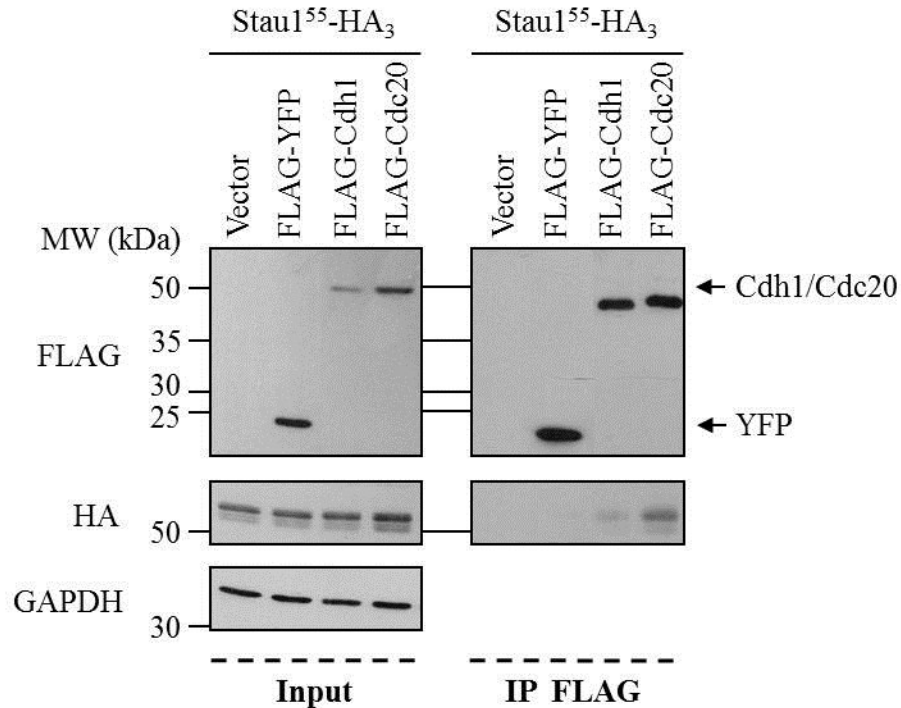 Stau1⁵⁵-HA₃ Stau1⁵⁵-HA₃
Vector FLAG-YFP FLAG-Cdh1 FLAG-Cdc20 Vector FLAG-YFP FLAG-Cdh1 FLAG-Cdc20
MW (kDa)
50 Cdh1/Cdc20
35
FLAG
30
25 YFP
HA
50
GAPDH
30
Input IP FLAG